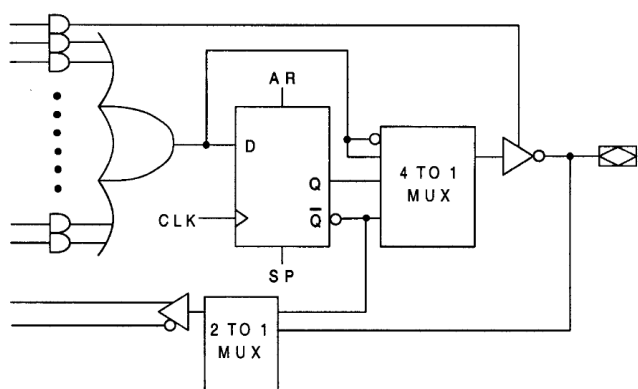 AR
D
Q
4 TO 1
MUX
CLK
Q̅
SP
2 TO 1
MUX